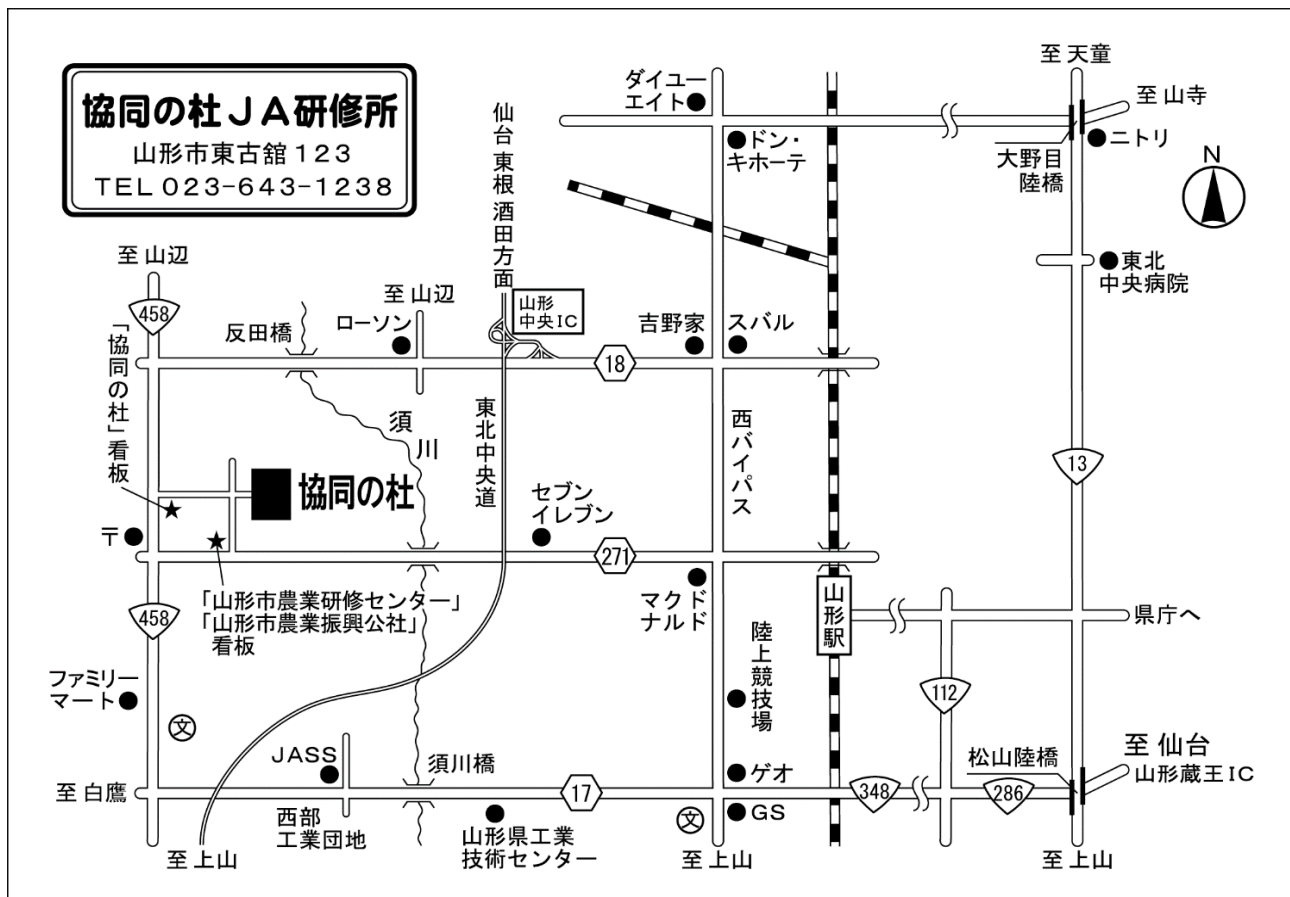 協同の杜JA研修所
山形市東古舘123
TEL 023-643-1238
仙台 東根 酒田方面
ダイユー
エイト
ドン・
キホーテ
至 天童
至 山寺
ニトリ
大野目
陸橋
N
東北
中央病院
至 山辺
458
「協同の杜」看板
反田橋
至 山辺
ローソン
山形
中央IC
吉野家
スバル
18
須川
東北中央道
西バイパス
13
協同の杜
セブン
イレブン
〒
271
マクド
ナルド
「山形市農業研修センター」
「山形市農業振興公社」
看板
458
山形駅
県庁へ
陸上競技場
112
ファミリー
マート
文
JASS
須川橋
ゲオ
松山陸橋
至 仙台
山形蔵王IC
至 白鷹
17
348
286
西部
工業団地
山形県工業
技術センター
文
GS
至 上山
至 上山
至 上山